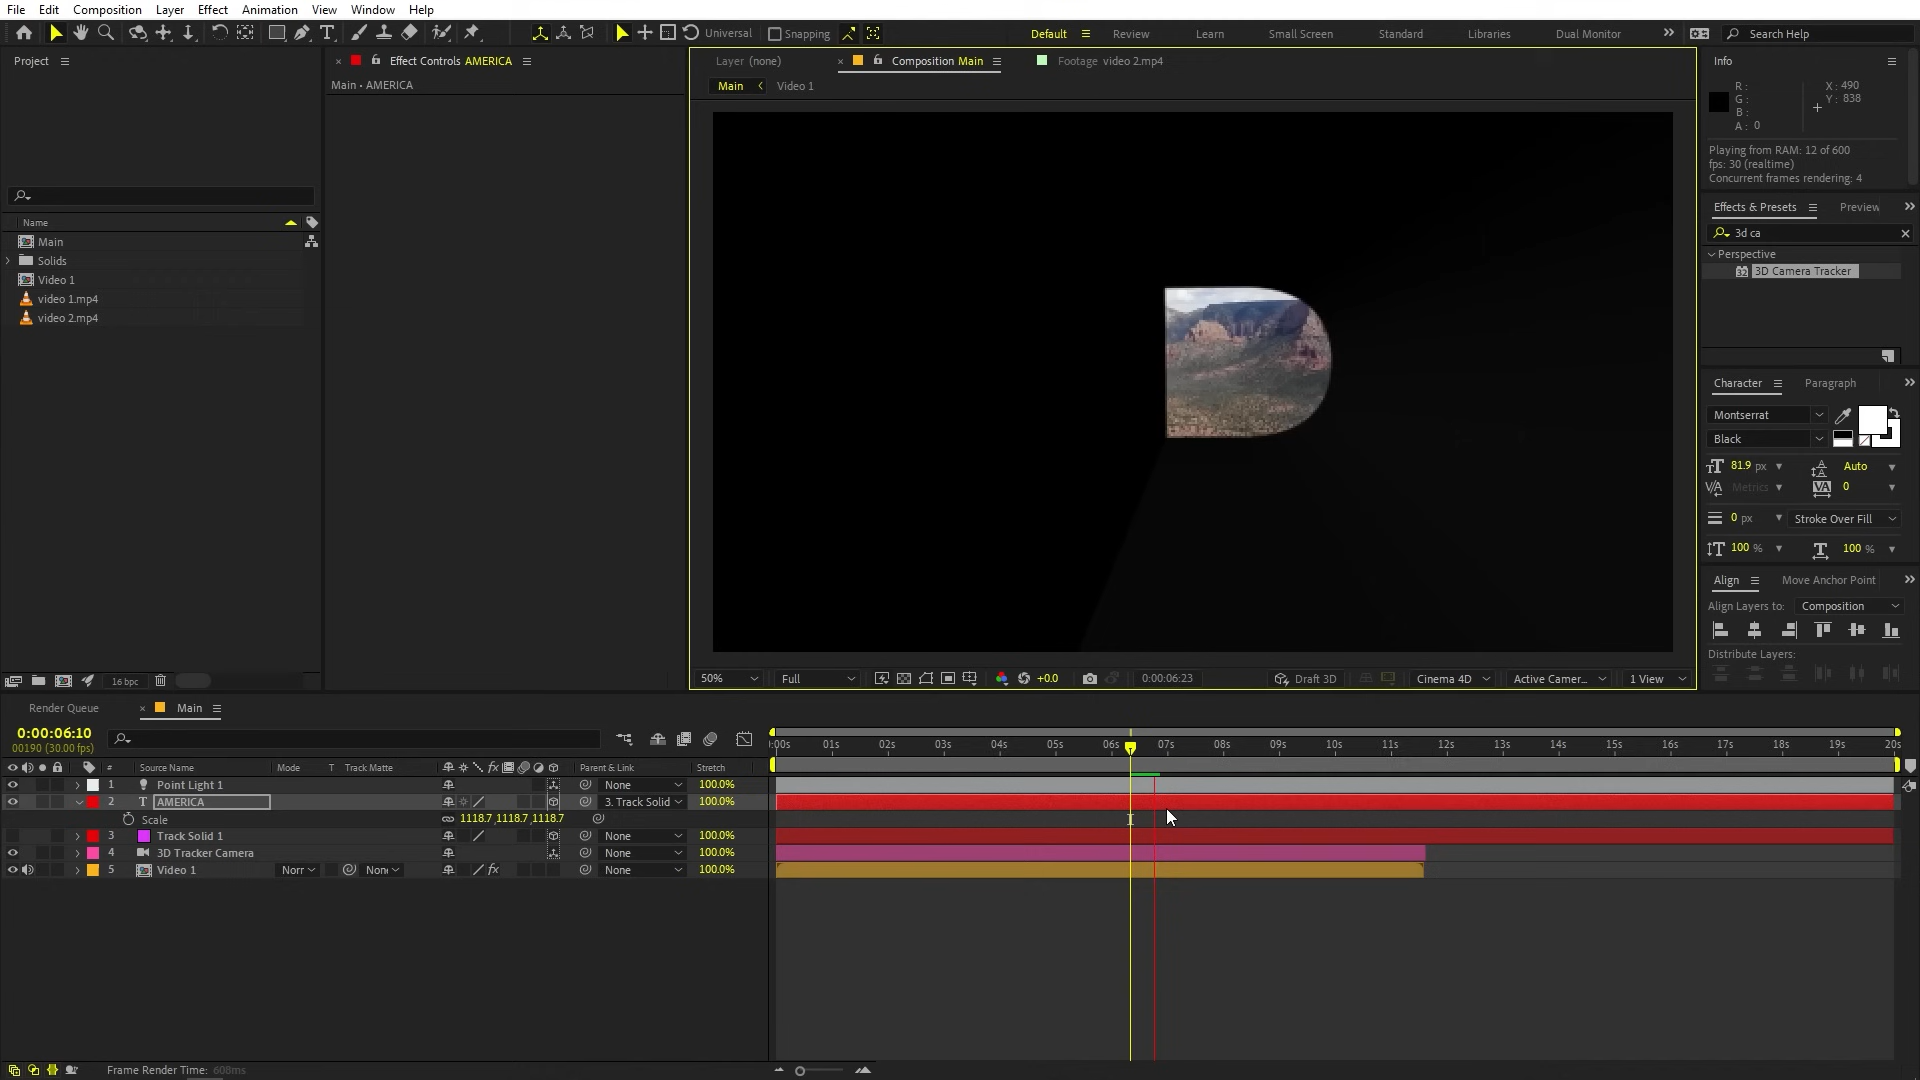 File Edit Composition Layer Effect Animation View Window Help
Universal Snapping Default Review Learn Small Screen Standard Libraries Dual Monitor Search Help
Project
Effect Controls AMERICA
Layer (none)
Composition Main
Footage video 2.mp4
Main • AMERICA
Main Video 1
Name
Main
Solids
Video 1
video 1.mp4
video 2.mp4
16 bpc
50% Full +0.0 0:00:06:23 Draft 3D Cinema 4D Active Camer... 1 View
Info
R :
G :
B :
A : 0
X : 490
Y : 838
Playing from RAM: 12 of 600
fps: 30 (realtime)
Concurrent frames rendering: 4
Effects & Presets Preview
3d ca
Perspective
3D Camera Tracker
Character Paragraph
Montserrat
Black
81.9 px Auto
Metrics 0
0 px Stroke Over Fill
100 % 100 %
Align Move Anchor Point
Align Layers to: Composition
Distribute Layers:
Render Queue Main
0:00:06:10
00190 (30.00 fps)
:00s 01s 02s 03s 04s 05s 06s 07s 08s 09s 10s 11s 12s 13s 14s 15s 16s 17s 18s 19s 20s
# Source Name Mode T Track Matte Parent & Link Stretch
1 Point Light 1 None 100.0%
2 T AMERICA 3. Track Solid 100.0%
Scale 1118.7,1118.7,1118.7
3 Track Solid 1 None 100.0%
4 3D Tracker Camera None 100.0%
5 Video 1 Norr None None 100.0%
Frame Render Time: 608ms